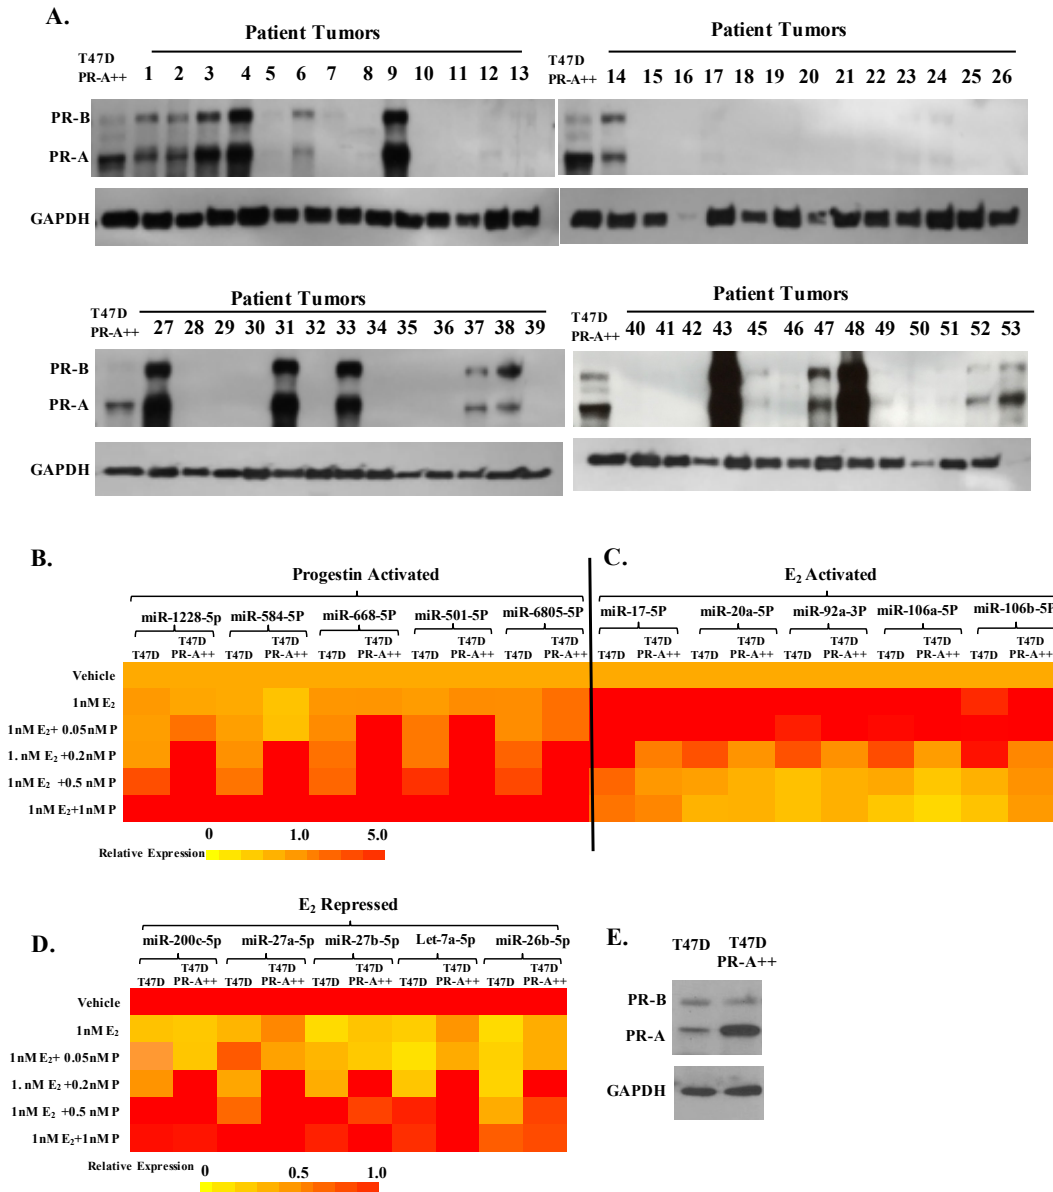 A.
Patient Tumors
T47D
PR-A++
1 2 3 4 5 6 7 8 9 10 11 12 13
PR-B
PR-A
GAPDH
Patient Tumors
T47D
PR-A++
14 15 16 17 18 19 20 21 22 23 24 25 26
Patient Tumors
T47D
PR-A++
27 28 29 30 31 32 33 34 35 36 37 38 39
PR-B
PR-A
GAPDH
Patient Tumors
T47D
PR-A++
40 41 42 43 45 46 47 48 49 50 51 52 53
B.
Progestin Activated
miR-1228-5p miR-584-5P miR-668-5P miR-501-5P miR-6805-5P
T47D T47D T47D T47D T47D
T47D PR-A++ T47D PR-A++ T47D PR-A++ T47D PR-A++ T47D PR-A++
C.
E₂ Activated
miR-17-5P miR-20a-5P miR-92a-3P miR-106a-5P miR-106b-5P
T47D T47D T47D T47D T47D
T47D PR-A++ T47D PR-A++ T47D PR-A++ T47D PR-A++ T47D PR-A++
Vehicle
1nM E₂
1nM E₂+ 0.05nM P
1. nM E₂ +0.2nM P
1nM E₂ +0.5 nM P
1nM E₂+1nM P
0 1.0 5.0
Relative Expression
D.
E₂ Repressed
miR-200c-5p miR-27a-5p miR-27b-5p Let-7a-5p miR-26b-5p
T47D T47D T47D T47D T47D
T47D PR-A++ T47D PR-A++ T47D PR-A++ T47D PR-A++ T47D PR-A++
Vehicle
1nM E₂
1nM E₂+ 0.05nM P
1. nM E₂ +0.2nM P
1nM E₂ +0.5 nM P
1nM E₂+1nM P
Relative Expression 0 0.5 1.0
E.
T47D T47D
PR-A++
PR-B
PR-A
GAPDH